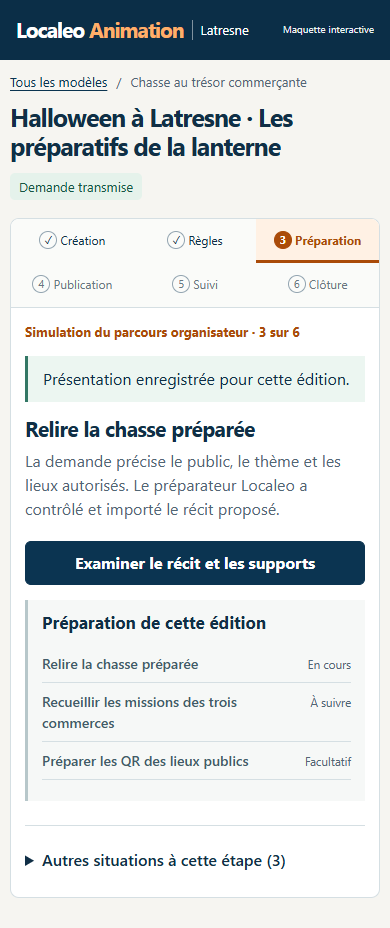 Localeo Animation | Latresne
Maquette interactive
Tous les modèles / Chasse au trésor commerçante
Halloween à Latresne · Les
préparatifs de la lanterne
Demande transmise
✓ Création
✓ Règles
3 Préparation
4 Publication
5 Suivi
6 Clôture
Simulation du parcours organisateur · 3 sur 6
Présentation enregistrée pour cette édition.
Relire la chasse préparée
La demande précise le public, le thème et les
lieux autorisés. Le préparateur Localeo a
contrôlé et importé le récit proposé.
Examiner le récit et les supports
Préparation de cette édition
Relire la chasse préparée En cours
Recueillir les missions des trois À suivre
commerces
Préparer les QR des lieux publics Facultatif
▶ Autres situations à cette étape (3)